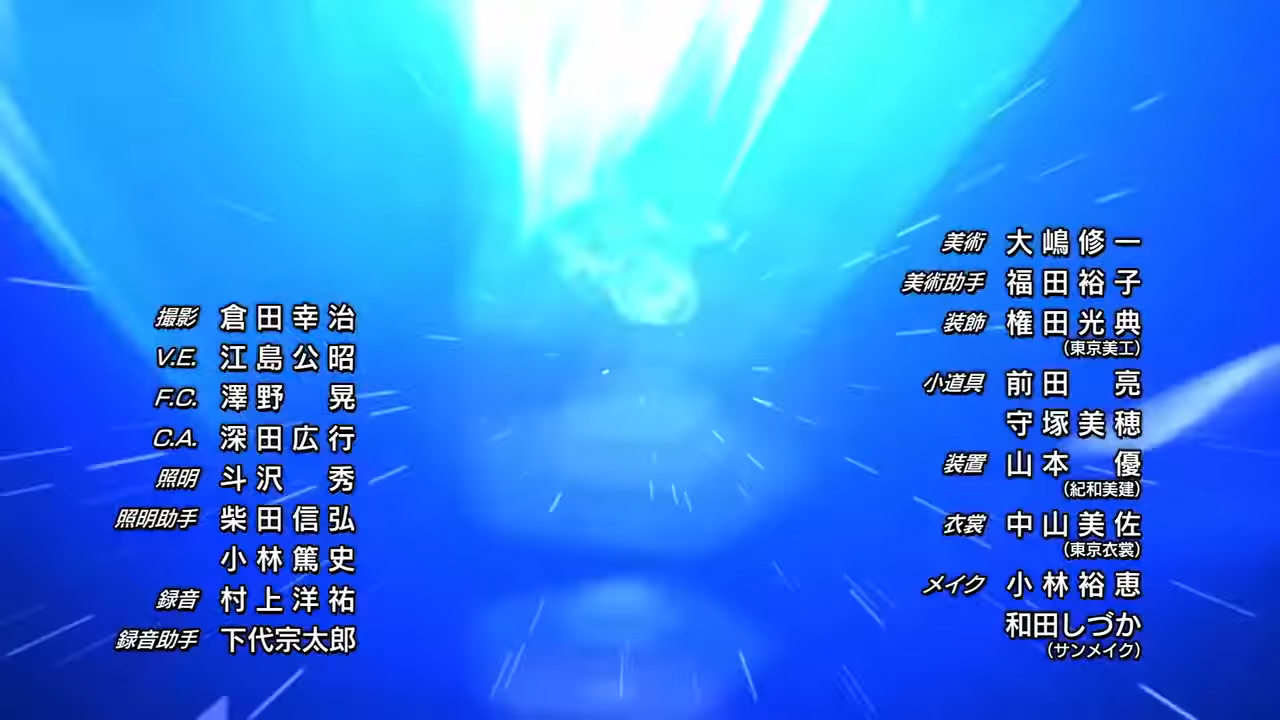 撮影 倉田幸治
V.E. 江島公昭
F.C. 澤野 晃
C.A. 深田広行
照明 斗沢 秀
照明助手 柴田信弘
小林篤史
録音 村上洋祐
録音助手 下代宗太郎
美術 大嶋修一
美術助手 福田裕子
装飾 権田光典
(東京美工)
小道具 前田 亮
守塚美穂
装置 山本 優
(紀和美建)
衣裳 中山美佐
(東京衣裳)
メイク 小林裕恵
和田しづか
(サンメイク)